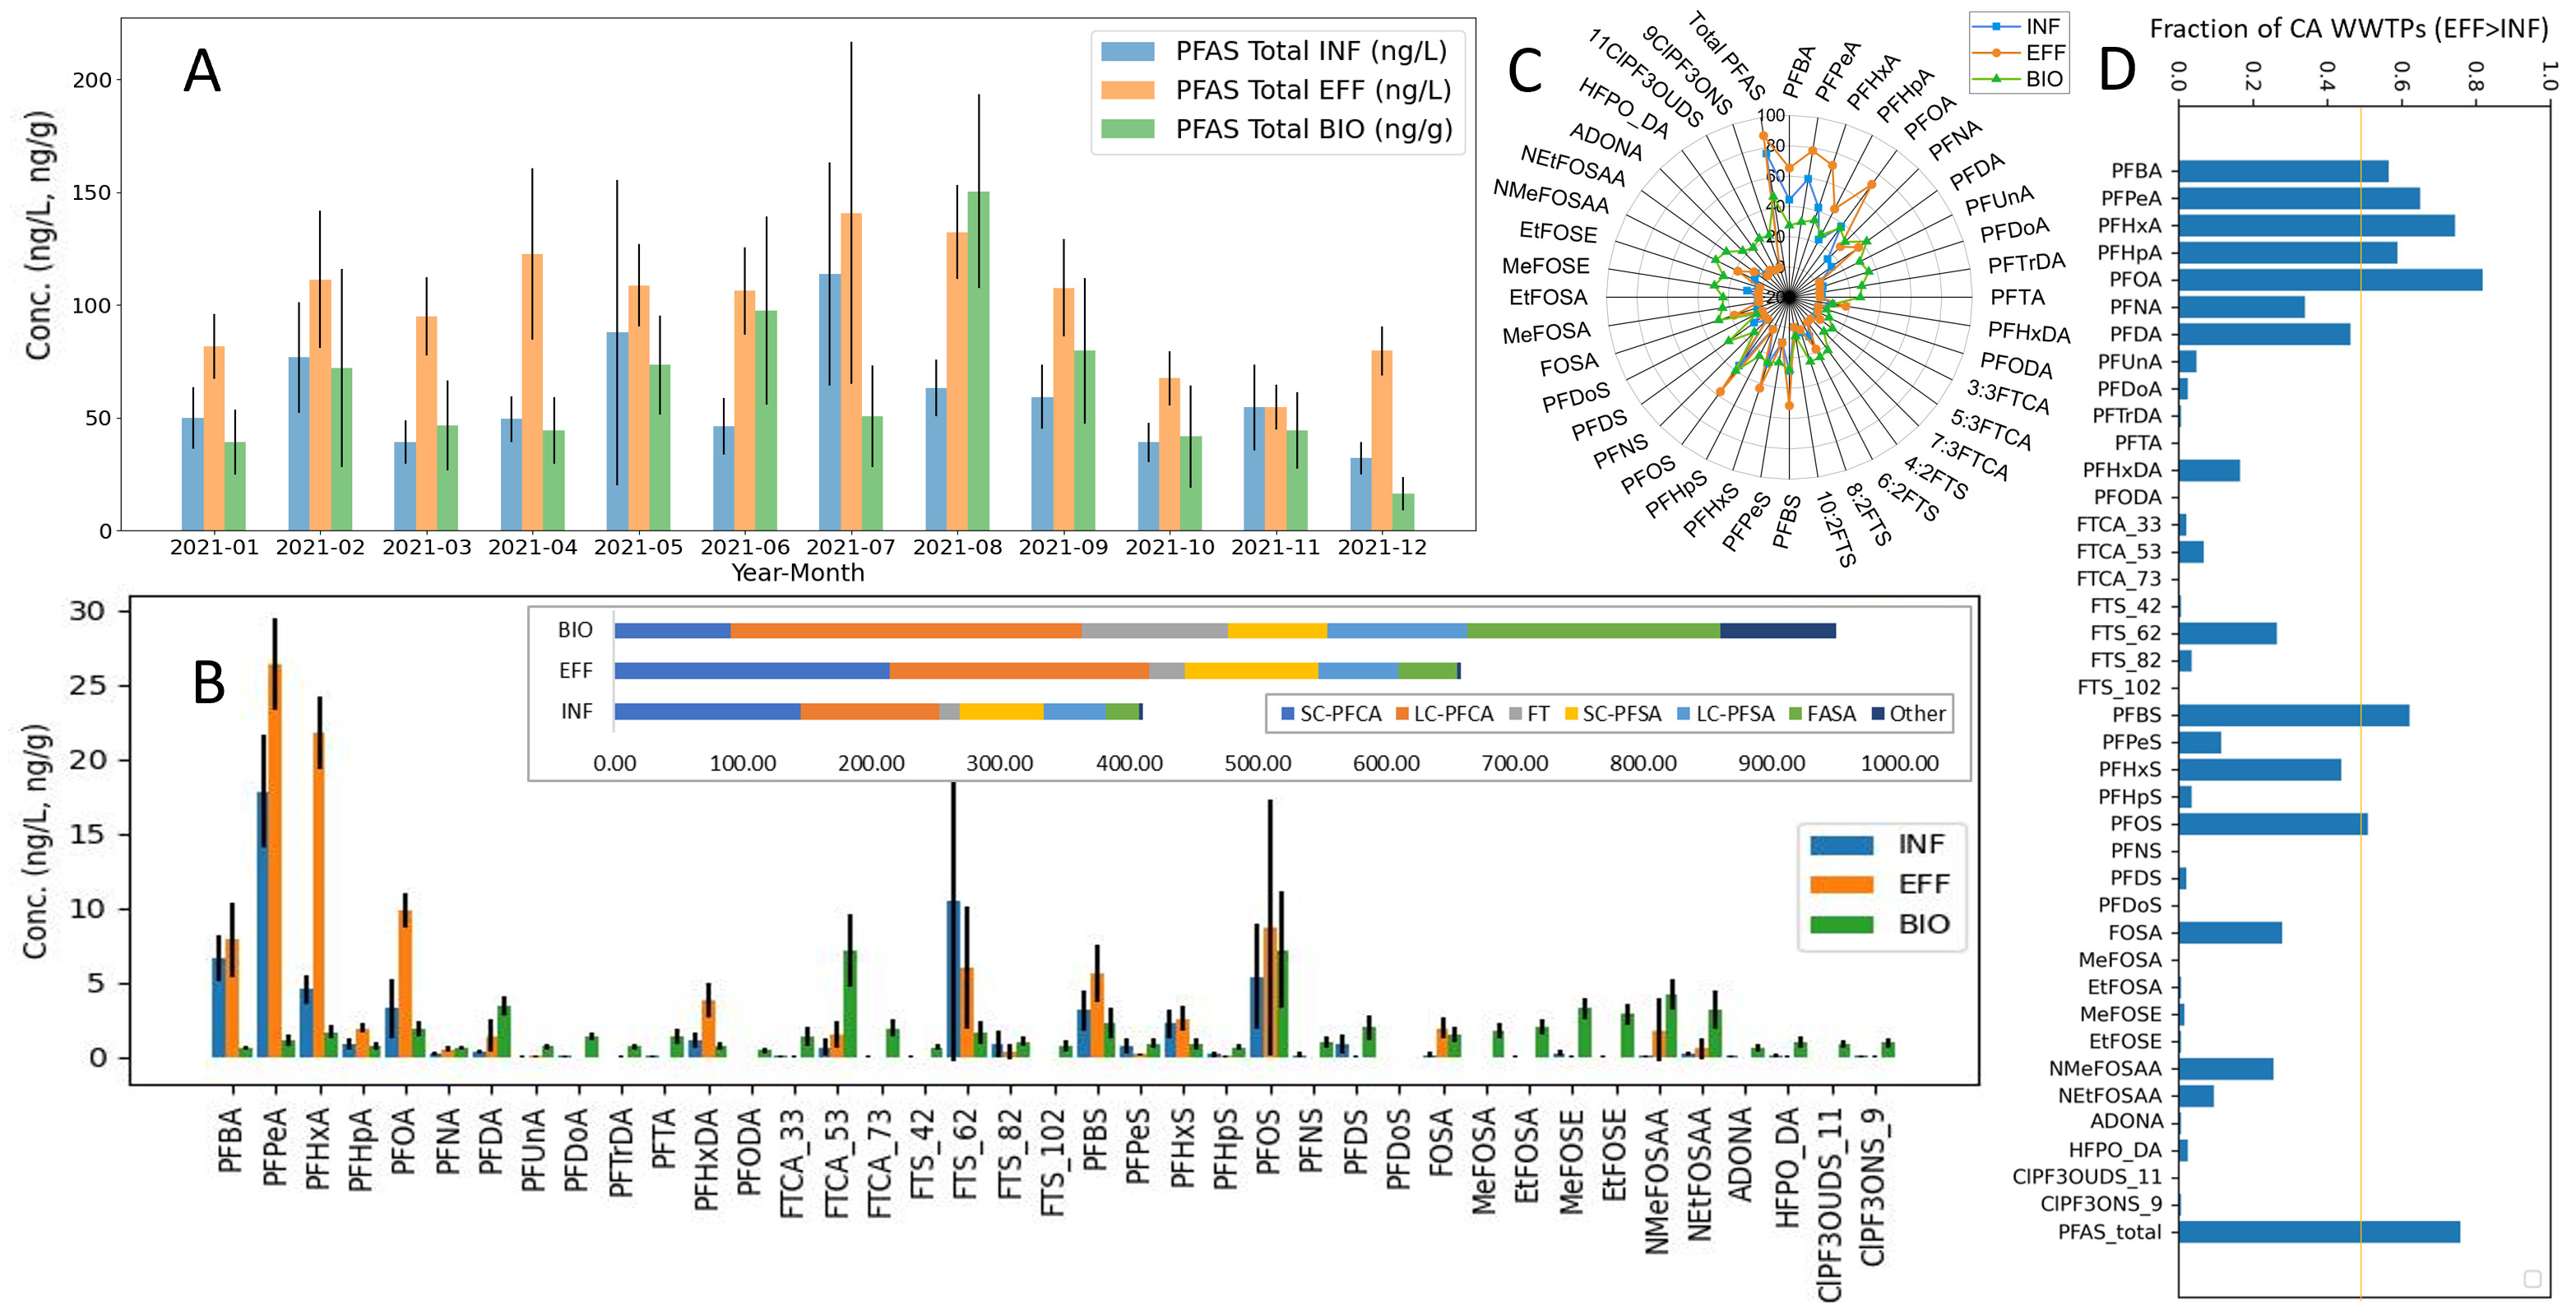 A
PFAS Total INF (ng/L)
PFAS Total EFF (ng/L)
PFAS Total BIO (ng/g)
Conc. (ng/L, ng/g)
200
150
100
50
0
2021-01 2021-02 2021-03 2021-04 2021-05 2021-06 2021-07 2021-08 2021-09 2021-10 2021-11 2021-12
Year-Month
C
INF
EFF
BIO
Total PFAS
PFBA
PFPeA
PFHxA
PFHpA
PFOA
PFNA
PFDA
PFUnA
PFDoA
PFTrDA
PFTA
PFHxDA
PFODA
3:3FTCA
5:3FTCA
7:3FTCA
4:2FTS
6:2FTS
8:2FTS
10:2FTS
PFBS
PFPeS
PFHxS
PFHpS
PFOS
PFNS
PFDS
PFDoS
FOSA
MeFOSA
EtFOSA
MeFOSE
EtFOSE
NMeFOSAA
NEtFOSAA
ADONA
HFPO_DA
11ClPF3OUDS
9ClPF3ONS
100
80
60
40
20
B
Conc. (ng/L, ng/g)
30
25
20
15
10
5
0
BIO
EFF
INF
SC-PFCA LC-PFCA FT SC-PFSA LC-PFSA FASA Other
0.00 100.00 200.00 300.00 400.00 500.00 600.00 700.00 800.00 900.00 1000.00
INF
EFF
BIO
PFBA PFPeA PFHxA PFHpA PFOA PFNA PFDA PFUnA PFDoA PFTrDA PFTA PFHxDA PFODA FTCA_33 FTCA_53 FTCA_73 FTS_42 FTS_62 FTS_82 FTS_102 PFBS PFPeS PFHxS PFHpS PFOS PFNS PFDS PFDoS FOSA MeFOSA EtFOSA MeFOSE EtFOSE NMeFOSAA NEtFOSAA ADONA HFPO_DA ClPF3OUDS_11 ClPF3ONS_9
Fraction of CA WWTPs (EFF>INF)
D
0.0 0.2 0.4 0.6 0.8 1.0
PFBA
PFPeA
PFHxA
PFHpA
PFOA
PFNA
PFDA
PFUnA
PFDoA
PFTrDA
PFTA
PFHxDA
PFODA
FTCA_33
FTCA_53
FTCA_73
FTS_42
FTS_62
FTS_82
FTS_102
PFBS
PFPeS
PFHxS
PFHpS
PFOS
PFNS
PFDS
PFDoS
FOSA
MeFOSA
EtFOSA
MeFOSE
EtFOSE
NMeFOSAA
NEtFOSAA
ADONA
HFPO_DA
ClPF3OUDS_11
ClPF3ONS_9
PFAS_total